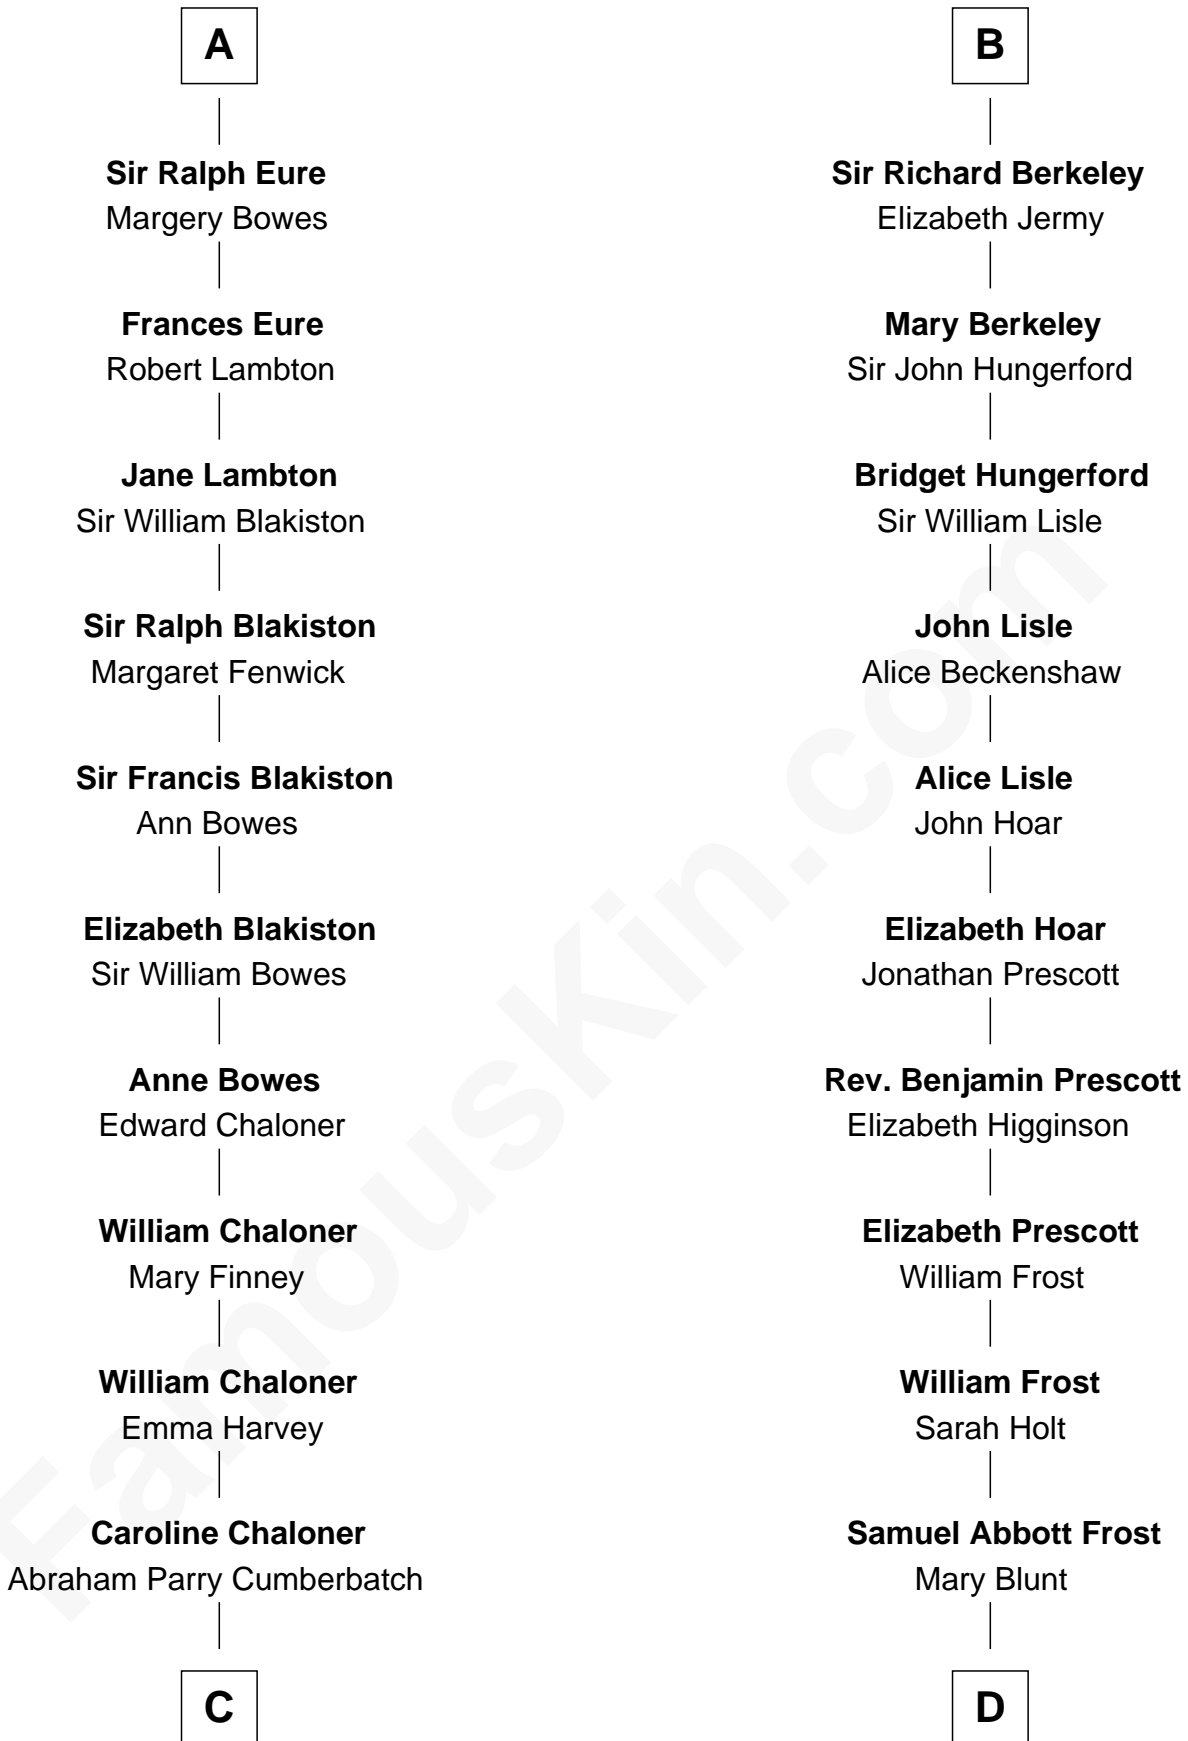 A
Sir Ralph Eure
Margery Bowes
Frances Eure
Robert Lambton
Jane Lambton
Sir William Blakiston
Sir Ralph Blakiston
Margaret Fenwick
Sir Francis Blakiston
Ann Bowes
Elizabeth Blakiston
Sir William Bowes
Anne Bowes
Edward Chaloner
William Chaloner
Mary Finney
William Chaloner
Emma Harvey
Caroline Chaloner
Abraham Parry Cumberbatch
C
B
Sir Richard Berkeley
Elizabeth Jermy
Mary Berkeley
Sir John Hungerford
Bridget Hungerford
Sir William Lisle
John Lisle
Alice Beckenshaw
Alice Lisle
John Hoar
Elizabeth Hoar
Jonathan Prescott
Rev. Benjamin Prescott
Elizabeth Higginson
Elizabeth Prescott
William Frost
William Frost
Sarah Holt
Samuel Abbott Frost
Mary Blunt
D
FamousKin.com